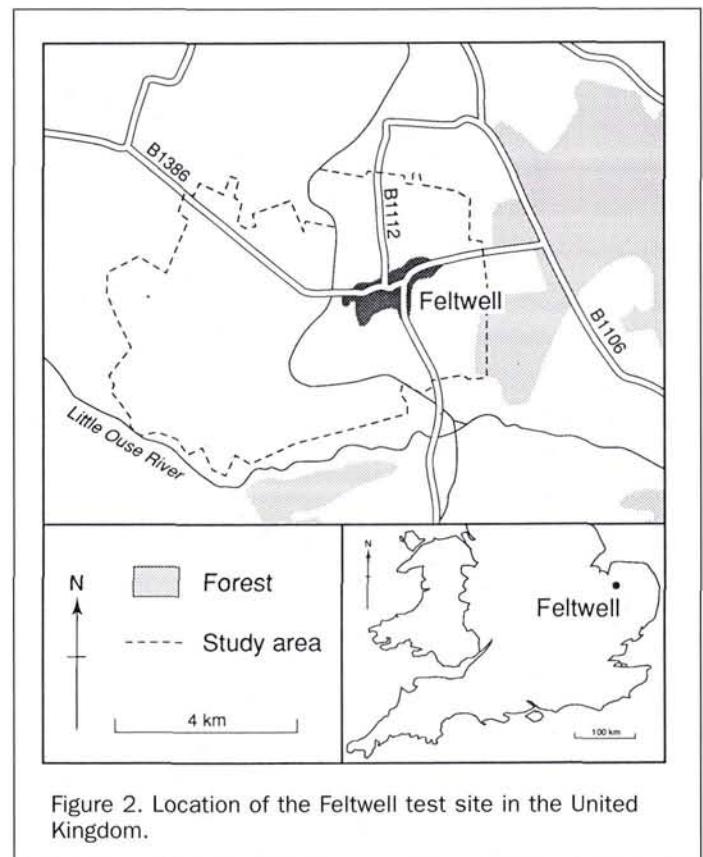 B1386
B1112
Feltwell
B1106
Little Ouse River
N
Forest
Study area
4 km
N
Feltwell
100 km
Figure 2. Location of the Feltwell test site in the United
Kingdom.